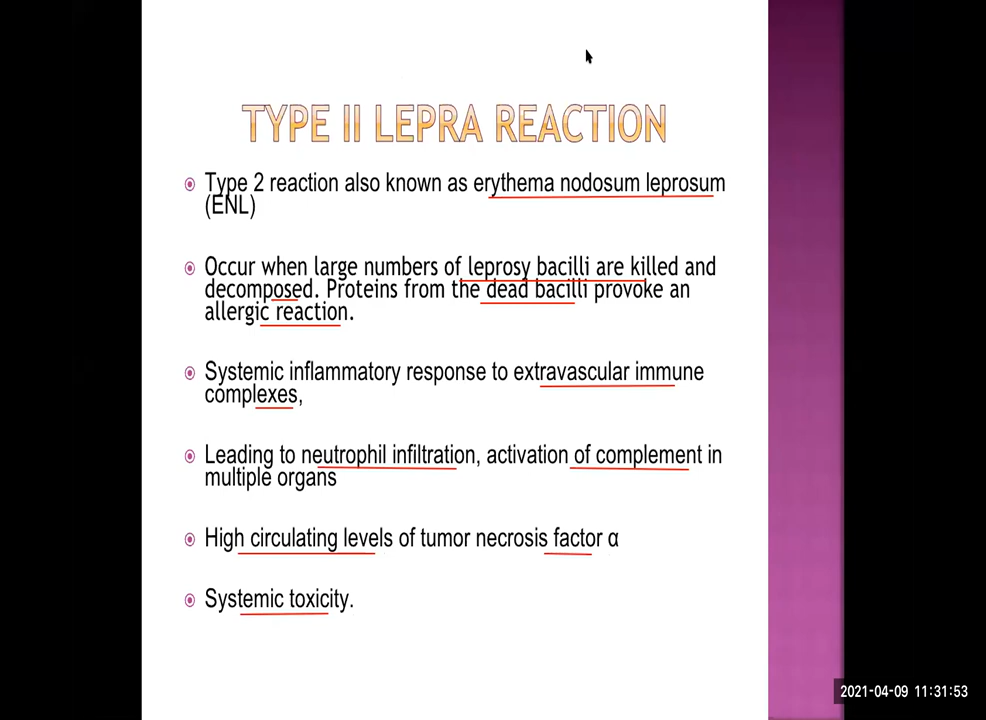 TYPE II LEPRA REACTION
Type 2 reaction also known as erythema nodosum leprosum
(ENL)
Occur when large numbers of leprosy bacilli are killed and
decomposed. Proteins from the dead bacilli provoke an
allergic reaction.
Systemic inflammatory response to extravascular immune
complexes,
Leading to neutrophil infiltration, activation of complement in
multiple organs
High circulating levels of tumor necrosis factor α
Systemic toxicity.
2021-04-09 11:31:53